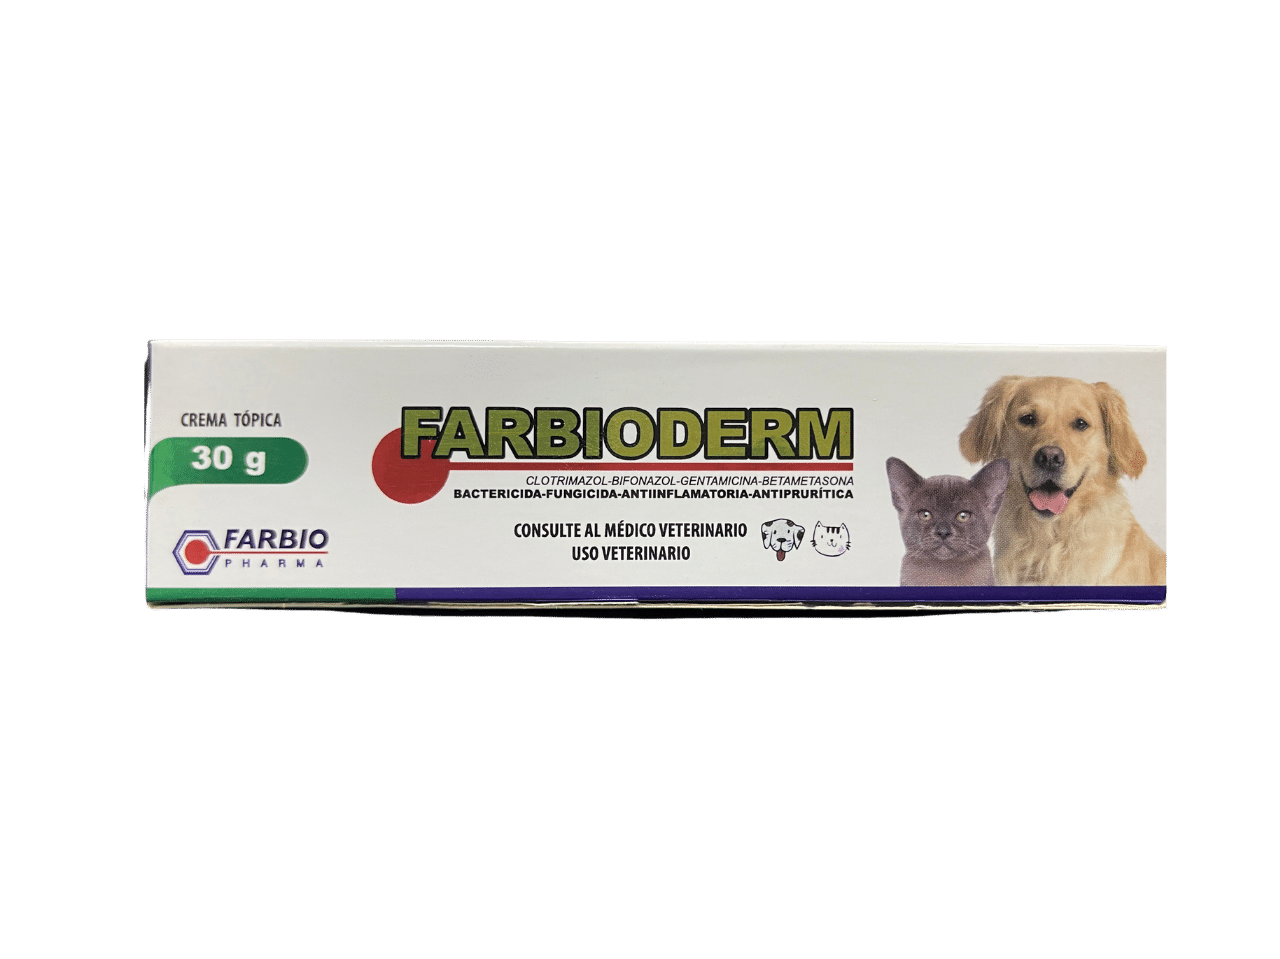 CREMA TÓPICA
30 g
FARBIO
PHARMA
FARBIODERM
CLOTRIMAZOL-BIFONAZOL-GENTAMICINA-BETAMETASONA
BACTERICIDA-FUNGICIDA-ANTIINFLAMATORIA-ANTIPRURÍTICA
CONSULTE AL MÉDICO VETERINARIO
USO VETERINARIO